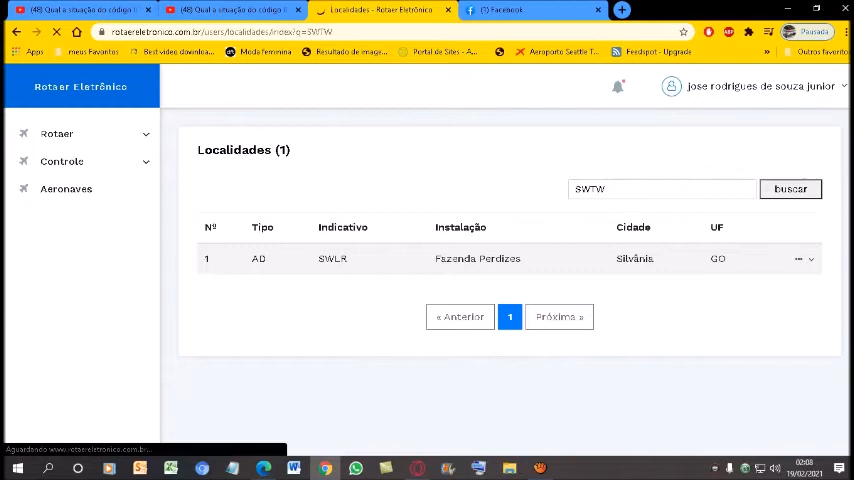 (48) Qual a situação do código I
(48) Qual a situação do código I
Localidades - Rotaer Eletrônico
(1) Facebook
rotaereletronico.com.br/users/localidades/index?q=SWTW
Pausada
Apps
meus Favoritos
Best video downloa...
Moda feminina
Resultado de image...
Portal de Sites - A...
Aeroporto Seattle T...
Feedspot - Upgrade
»
Outros favoritos
Rotaer Eletrônico
jose rodrigues de souza junior
Rotaer
Controle
Aeronaves
Localidades (1)
SWTW
buscar
Nº Tipo Indicativo Instalação Cidade UF
1 AD SWLR Fazenda Perdizes Silvânia GO
« Anterior 1 Próxima »
Aguardando www.rotaereletronico.com.br...
02:08
19/02/2021